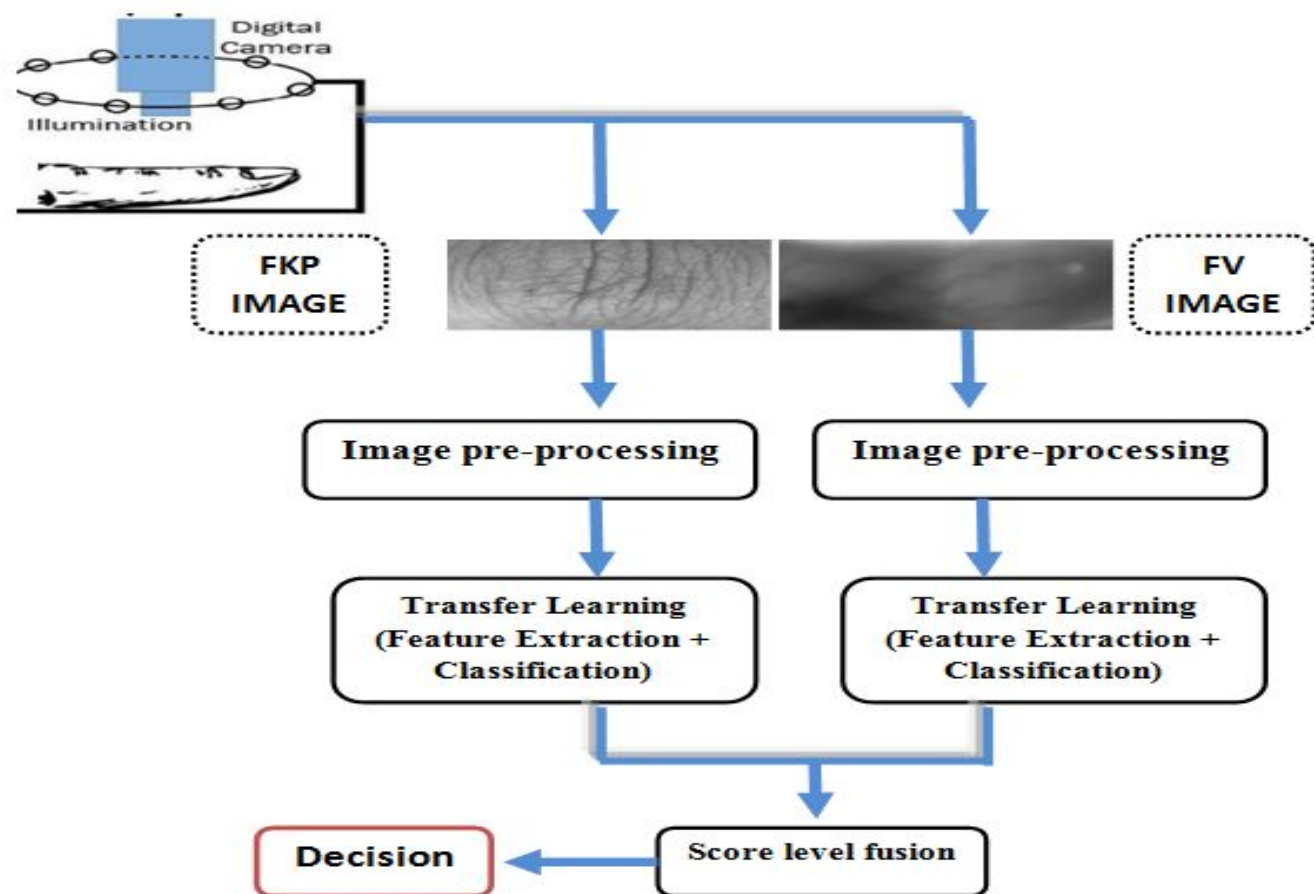 Digital
Camera
Illumination
FKP
IMAGE
FV
IMAGE
Image pre-processing
Image pre-processing
Transfer Learning
(Feature Extraction +
Classification)
Transfer Learning
(Feature Extraction +
Classification)
Score level fusion
Decision